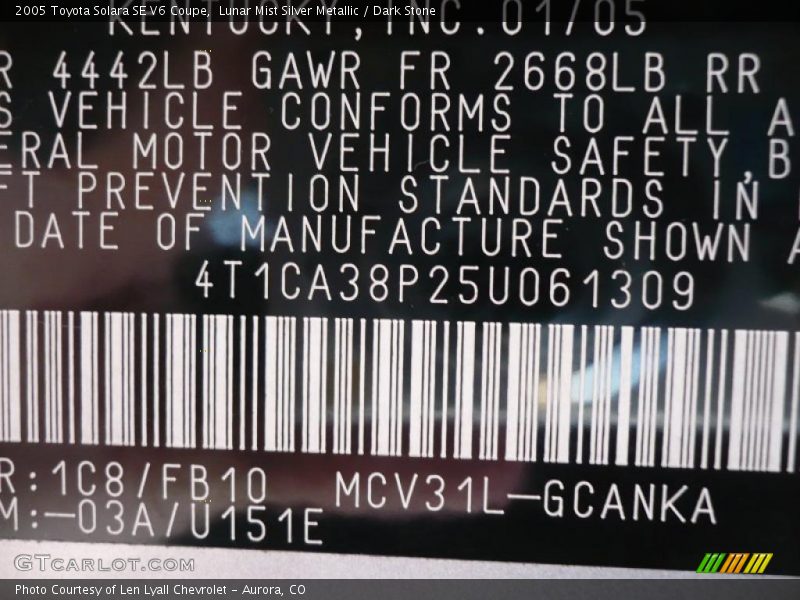 2005 Toyota Solara SE V6 Coupe,  Lunar Mist Silver Metallic / Dark Stone
KENTUCKY, INC. 01/05
R 4442LB GAWR FR 2668LB RR
S VEHICLE CONFORMS TO ALL A
ERAL MOTOR VEHICLE SAFETY,B
FT PREVENTION STANDARDS IN
DATE OF MANUFACTURE SHOWN A
4T1CA38P25U061309
R:1C8/FB10 MCV31L-GCANKA
M:-03A/U151E
GTcarlot.com
Photo Courtesy of Len Lyall Chevrolet - Aurora, CO